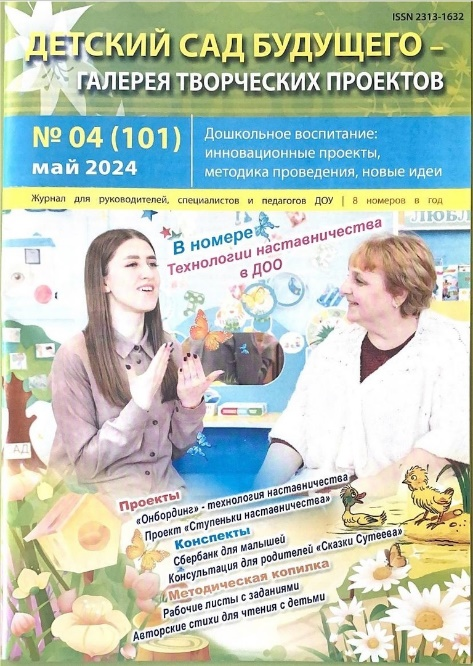 ISSN 2313-1632
ДЕТСКИЙ САД БУДУЩЕГО –
ГАЛЕРЕЯ ТВОРЧЕСКИХ ПРОЕКТОВ
№ 04 (101)
май 2024
Дошкольное воспитание:
инновационные проекты,
методика проведения, новые идеи
Журнал для руководителей, специалистов и педагогов ДОУ | 8 номеров в год
ЛЮБЛ
В номере
Технологии наставничества
в ДОО
АД
Проекты
«Онбординг» - технология наставничества
Проект «Ступеньки наставничества»
Конспекты
Сбербанк для малышей
Консультация для родителей «Сказки Сутеева»
Методическая копилка
Рабочие листы с заданиями
Авторские стихи для чтения с детьми